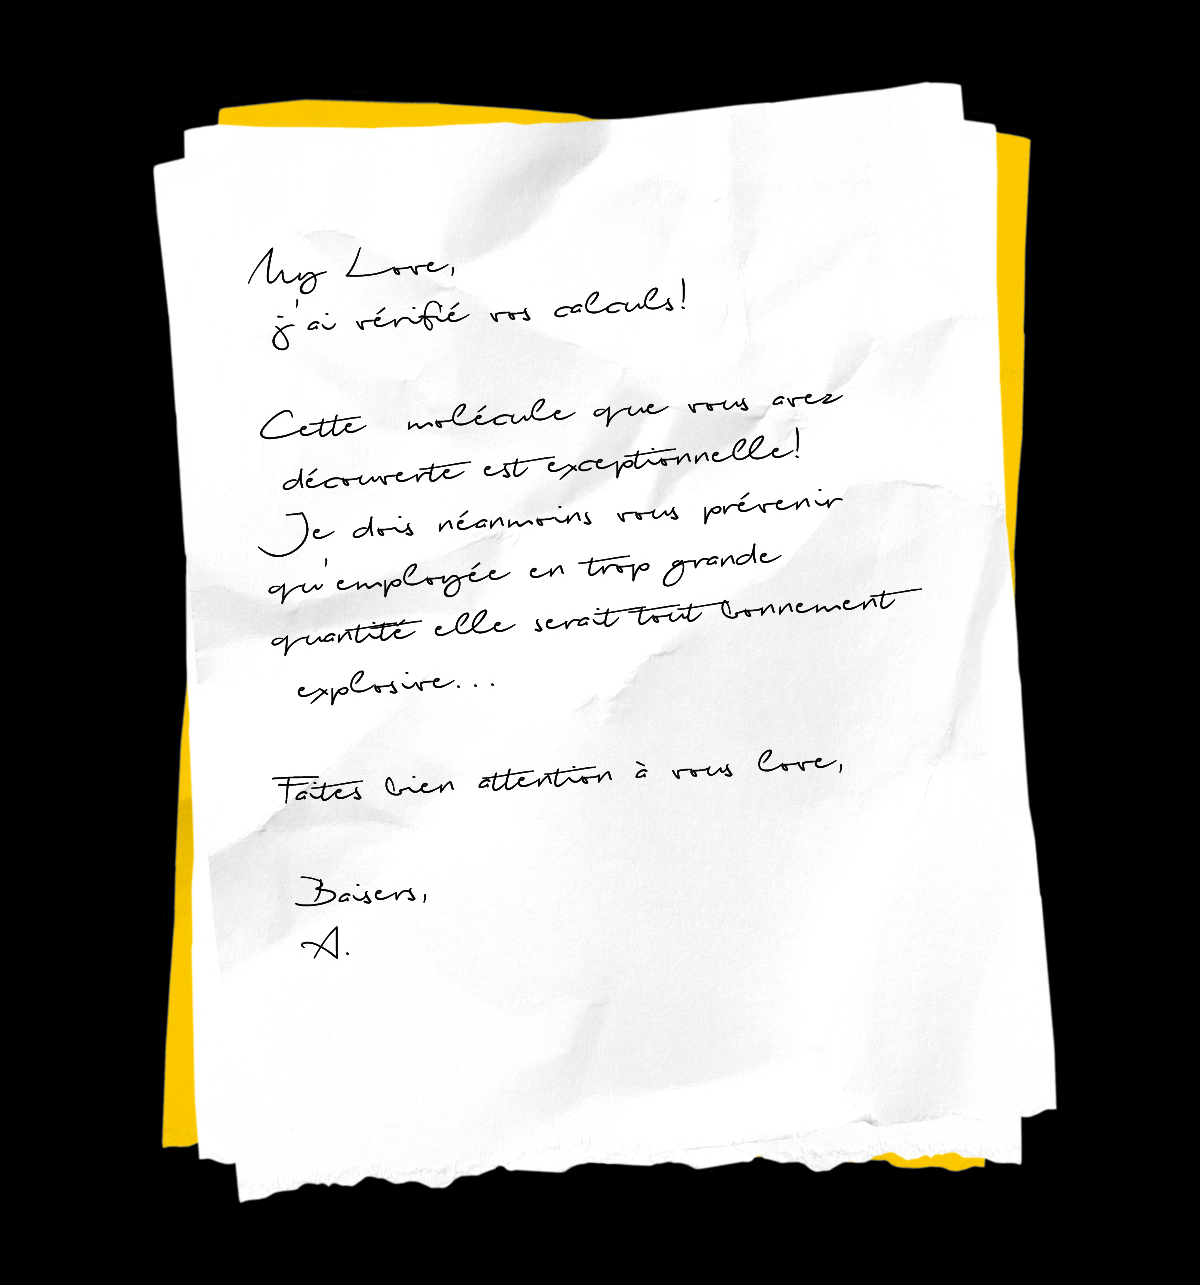 My Love,
j'ai vérifié vos calculs!
Cette molécule que vous avez
découverte est exceptionnelle!
Je dois néanmoins vous prévenir
qu'employée en trop grande
quantité elle serait tout bonnement
explosive...
Faites bien attention à vous love,
Baisers,
A.